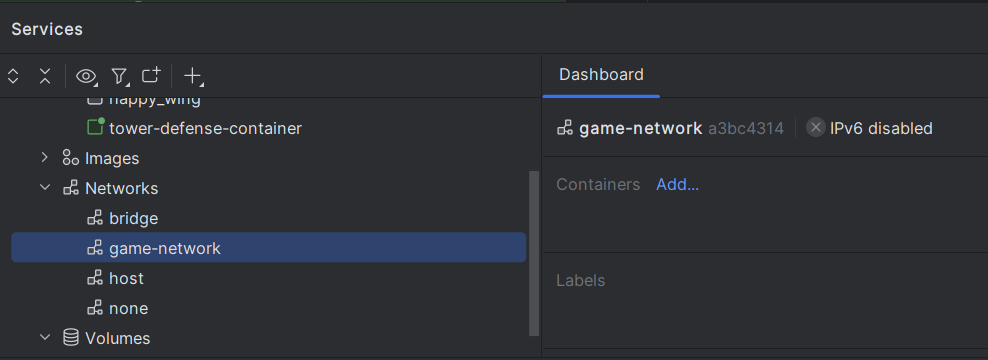 Services
Dashboard
happy_wing
tower-defense-container
Images
Networks
bridge
game-network
host
none
Volumes
game-network a3bc4314 IPv6 disabled
Containers Add...
Labels